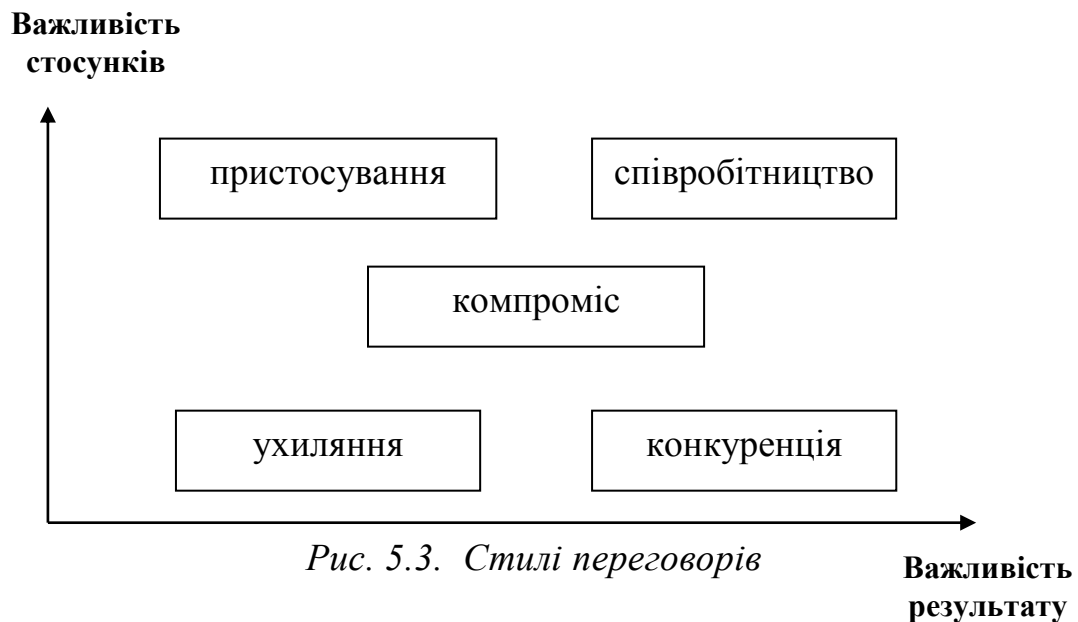 Важливість
стосунків
пристосування
співробітництво
компроміс
ухиляння
конкуренція
Рис. 5.3. Стилі переговорів
Важливість
результату